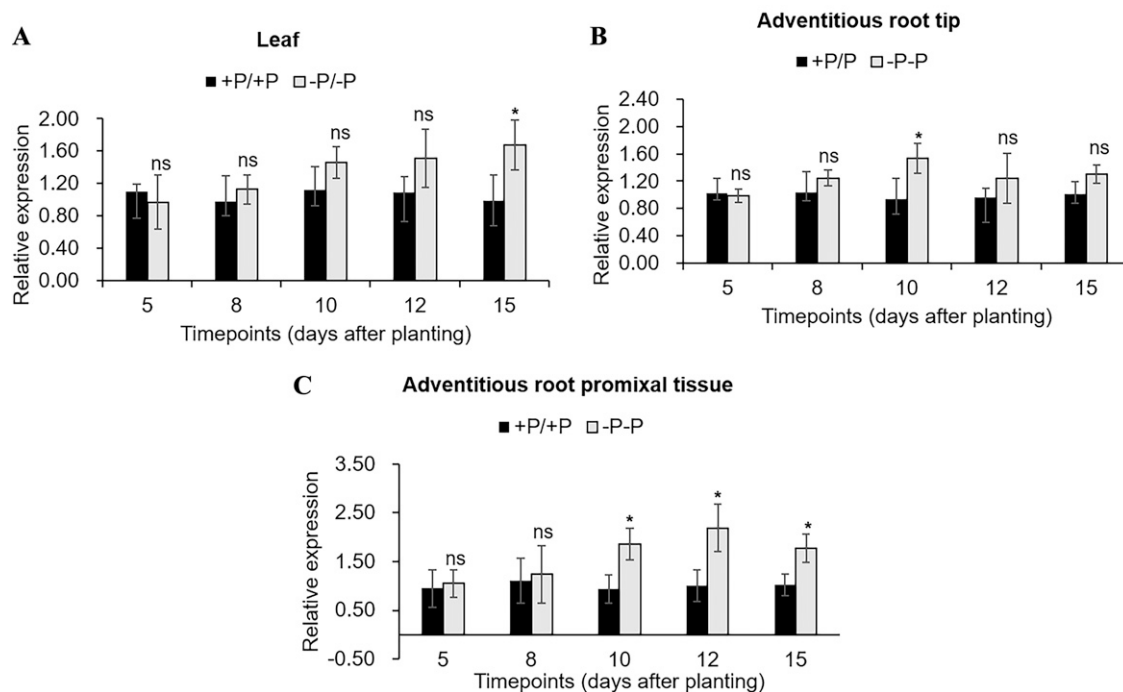 A
Leaf
+P/+P -P/-P
Relative expression
2.00
1.60
1.20
0.80
0.40
0.00
ns ns ns ns *
5 8 10 12 15
Timepoints (days after planting)
B
Adventitious root tip
+P/P -P-P
Relative expression
2.40
2.00
1.60
1.20
0.80
0.40
0.00
ns ns * ns ns
5 8 10 12 15
Timepoints (days after planting)
C
Adventitious root promixal tissue
+P/+P -P-P
Relative expression
3.50
2.50
1.50
0.50
-0.50
ns ns * * *
5 8 10 12 15
Timepoints (days after planting)